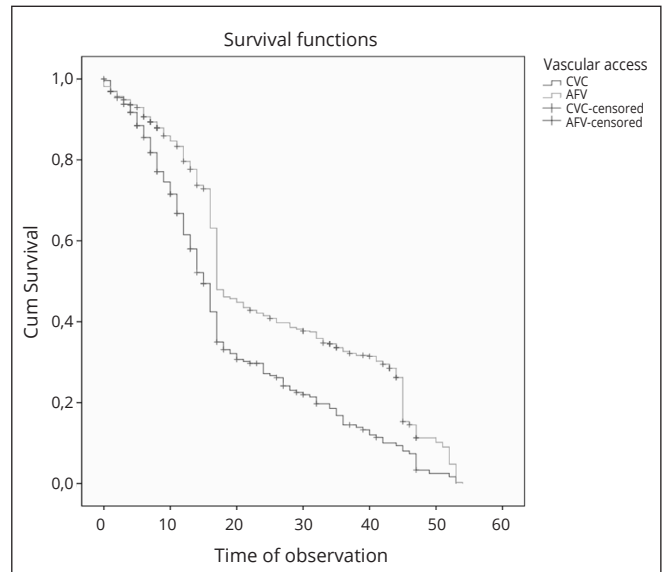 Survival functions
Vascular access
CVC
AFV
CVC-censored
AFV-censored
1,0
0,8
0,6
0,4
0,2
0,0
Cum Survival
0 10 20 30 40 50 60
Time of observation